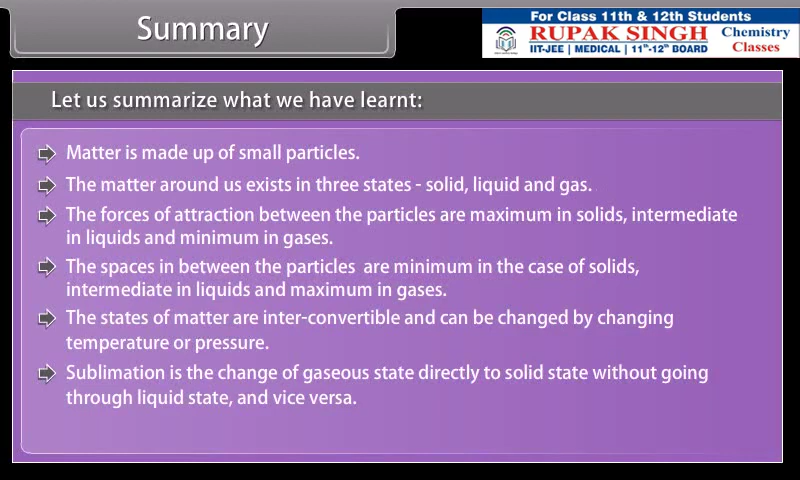 Summary
For Class 11th & 12th Students
RUPAK SINGH
IIT-JEE | MEDICAL | 11th-12th BOARD
Chemistry
Classes
Let us summarize what we have learnt:
Matter is made up of small particles.
The matter around us exists in three states - solid, liquid and gas.
The forces of attraction between the particles are maximum in solids, intermediate
in liquids and minimum in gases.
The spaces in between the particles are minimum in the case of solids,
intermediate in liquids and maximum in gases.
The states of matter are inter-convertible and can be changed by changing
temperature or pressure.
Sublimation is the change of gaseous state directly to solid state without going
through liquid state, and vice versa.